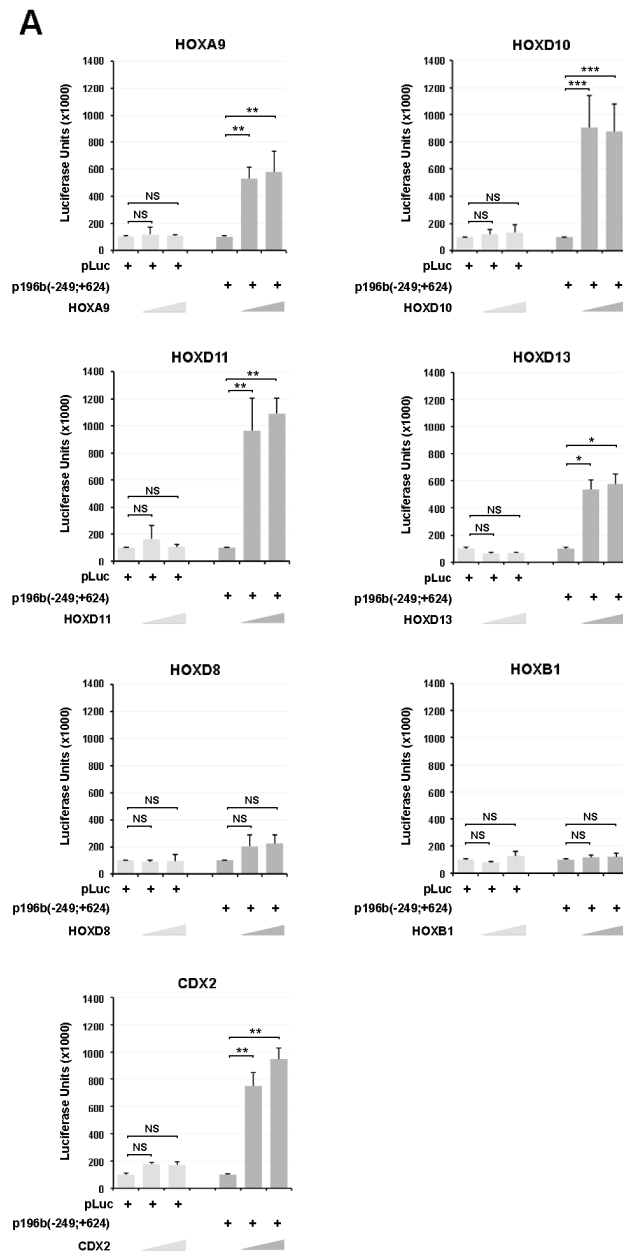 A
HOXA9
Luciferase Units (x1000)
1400
1200
1000
800
600
400
200
0
NS
NS
**
**
pLuc + + +
p196b(-249;+624) + + +
HOXA9
HOXD10
Luciferase Units (x1000)
1400
1200
1000
800
600
400
200
0
NS
NS
***
***
pLuc + + +
p196b(-249;+624) + + +
HOXD10
HOXD11
Luciferase Units (x1000)
1400
1200
1000
800
600
400
200
0
NS
NS
**
**
pLuc + + +
p196b(-249;+624) + + +
HOXD11
HOXD13
Luciferase Units (x1000)
1400
1200
1000
800
600
400
200
0
NS
NS
*
*
pLuc + + +
p196b(-249;+624) + + +
HOXD13
HOXD8
Luciferase Units (x1000)
1400
1200
1000
800
600
400
200
0
NS
NS
NS
NS
pLuc + + +
p196b(-249;+624) + + +
HOXD8
HOXB1
Luciferase Units (x1000)
1400
1200
1000
800
600
400
200
0
NS
NS
NS
NS
pLuc + + +
p196b(-249;+624) + + +
HOXB1
CDX2
Luciferase Units (x1000)
1400
1200
1000
800
600
400
200
0
NS
NS
**
**
pLuc + + +
p196b(-249;+624) + + +
CDX2